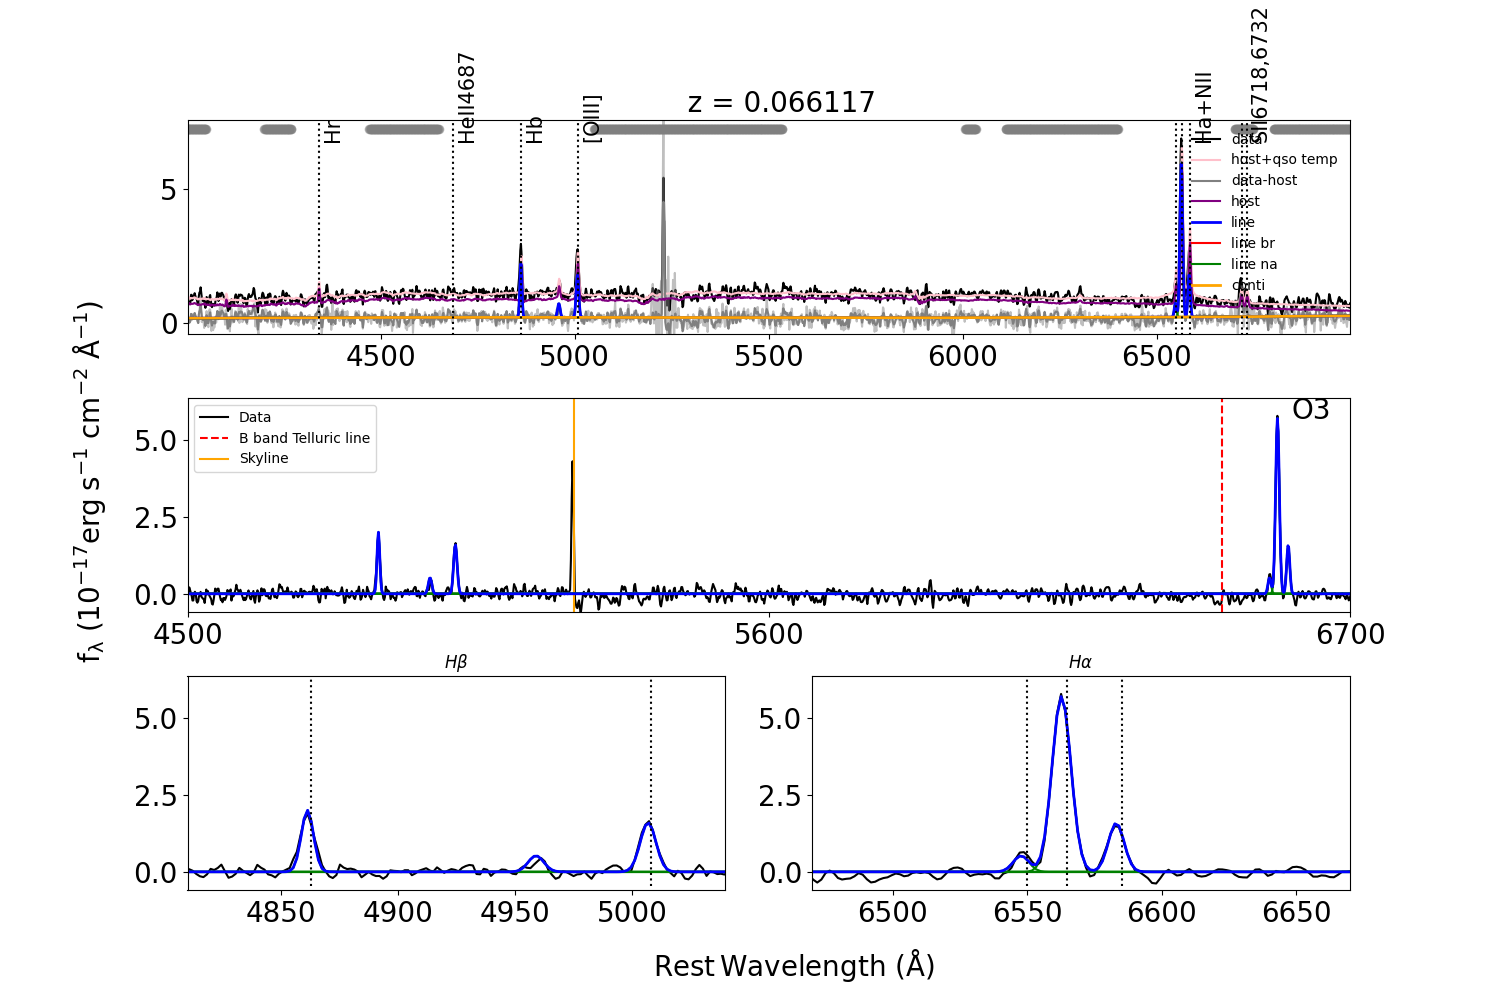 z = 0.066117
Hr
HeII4687
Hb
[OIII]
Ha+NII
SII6718,6732
data
host+qso temp
data-host
host
line
line br
line na
conti
5
0
4500
5000
5500
6000
6500
Data
B band Telluric line
Skyline
O3
5.0
2.5
0.0
4500
5600
6700
f_λ (10^{-17}erg s^{-1} cm^{-2} Å^{-1})
Hβ
5.0
2.5
0.0
4850
4900
4950
5000
Hα
5.0
2.5
0.0
6500
6550
6600
6650
Rest Wavelength (Å)